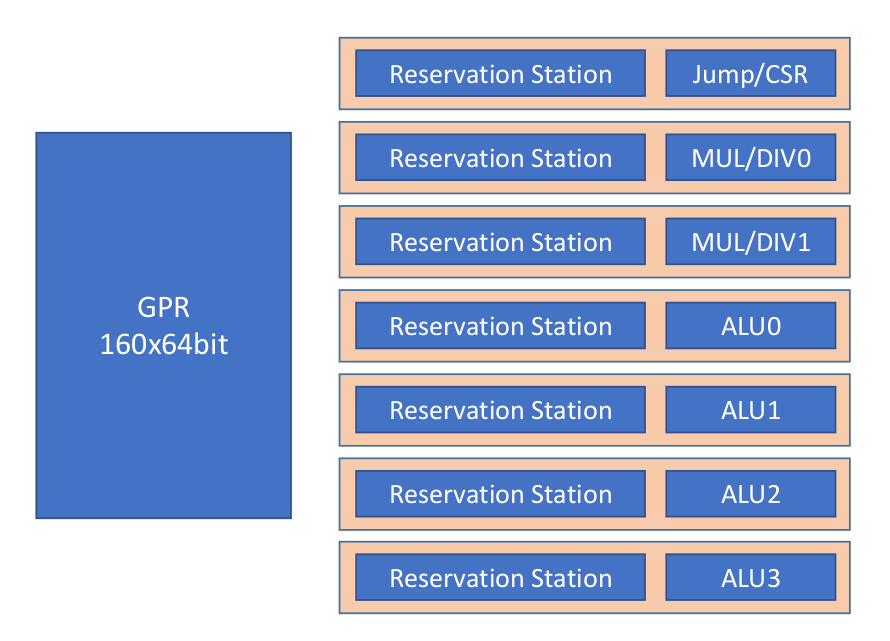 GPR
160x64bit
Reservation Station Jump/CSR
Reservation Station MUL/DIV0
Reservation Station MUL/DIV1
Reservation Station ALU0
Reservation Station ALU1
Reservation Station ALU2
Reservation Station ALU3